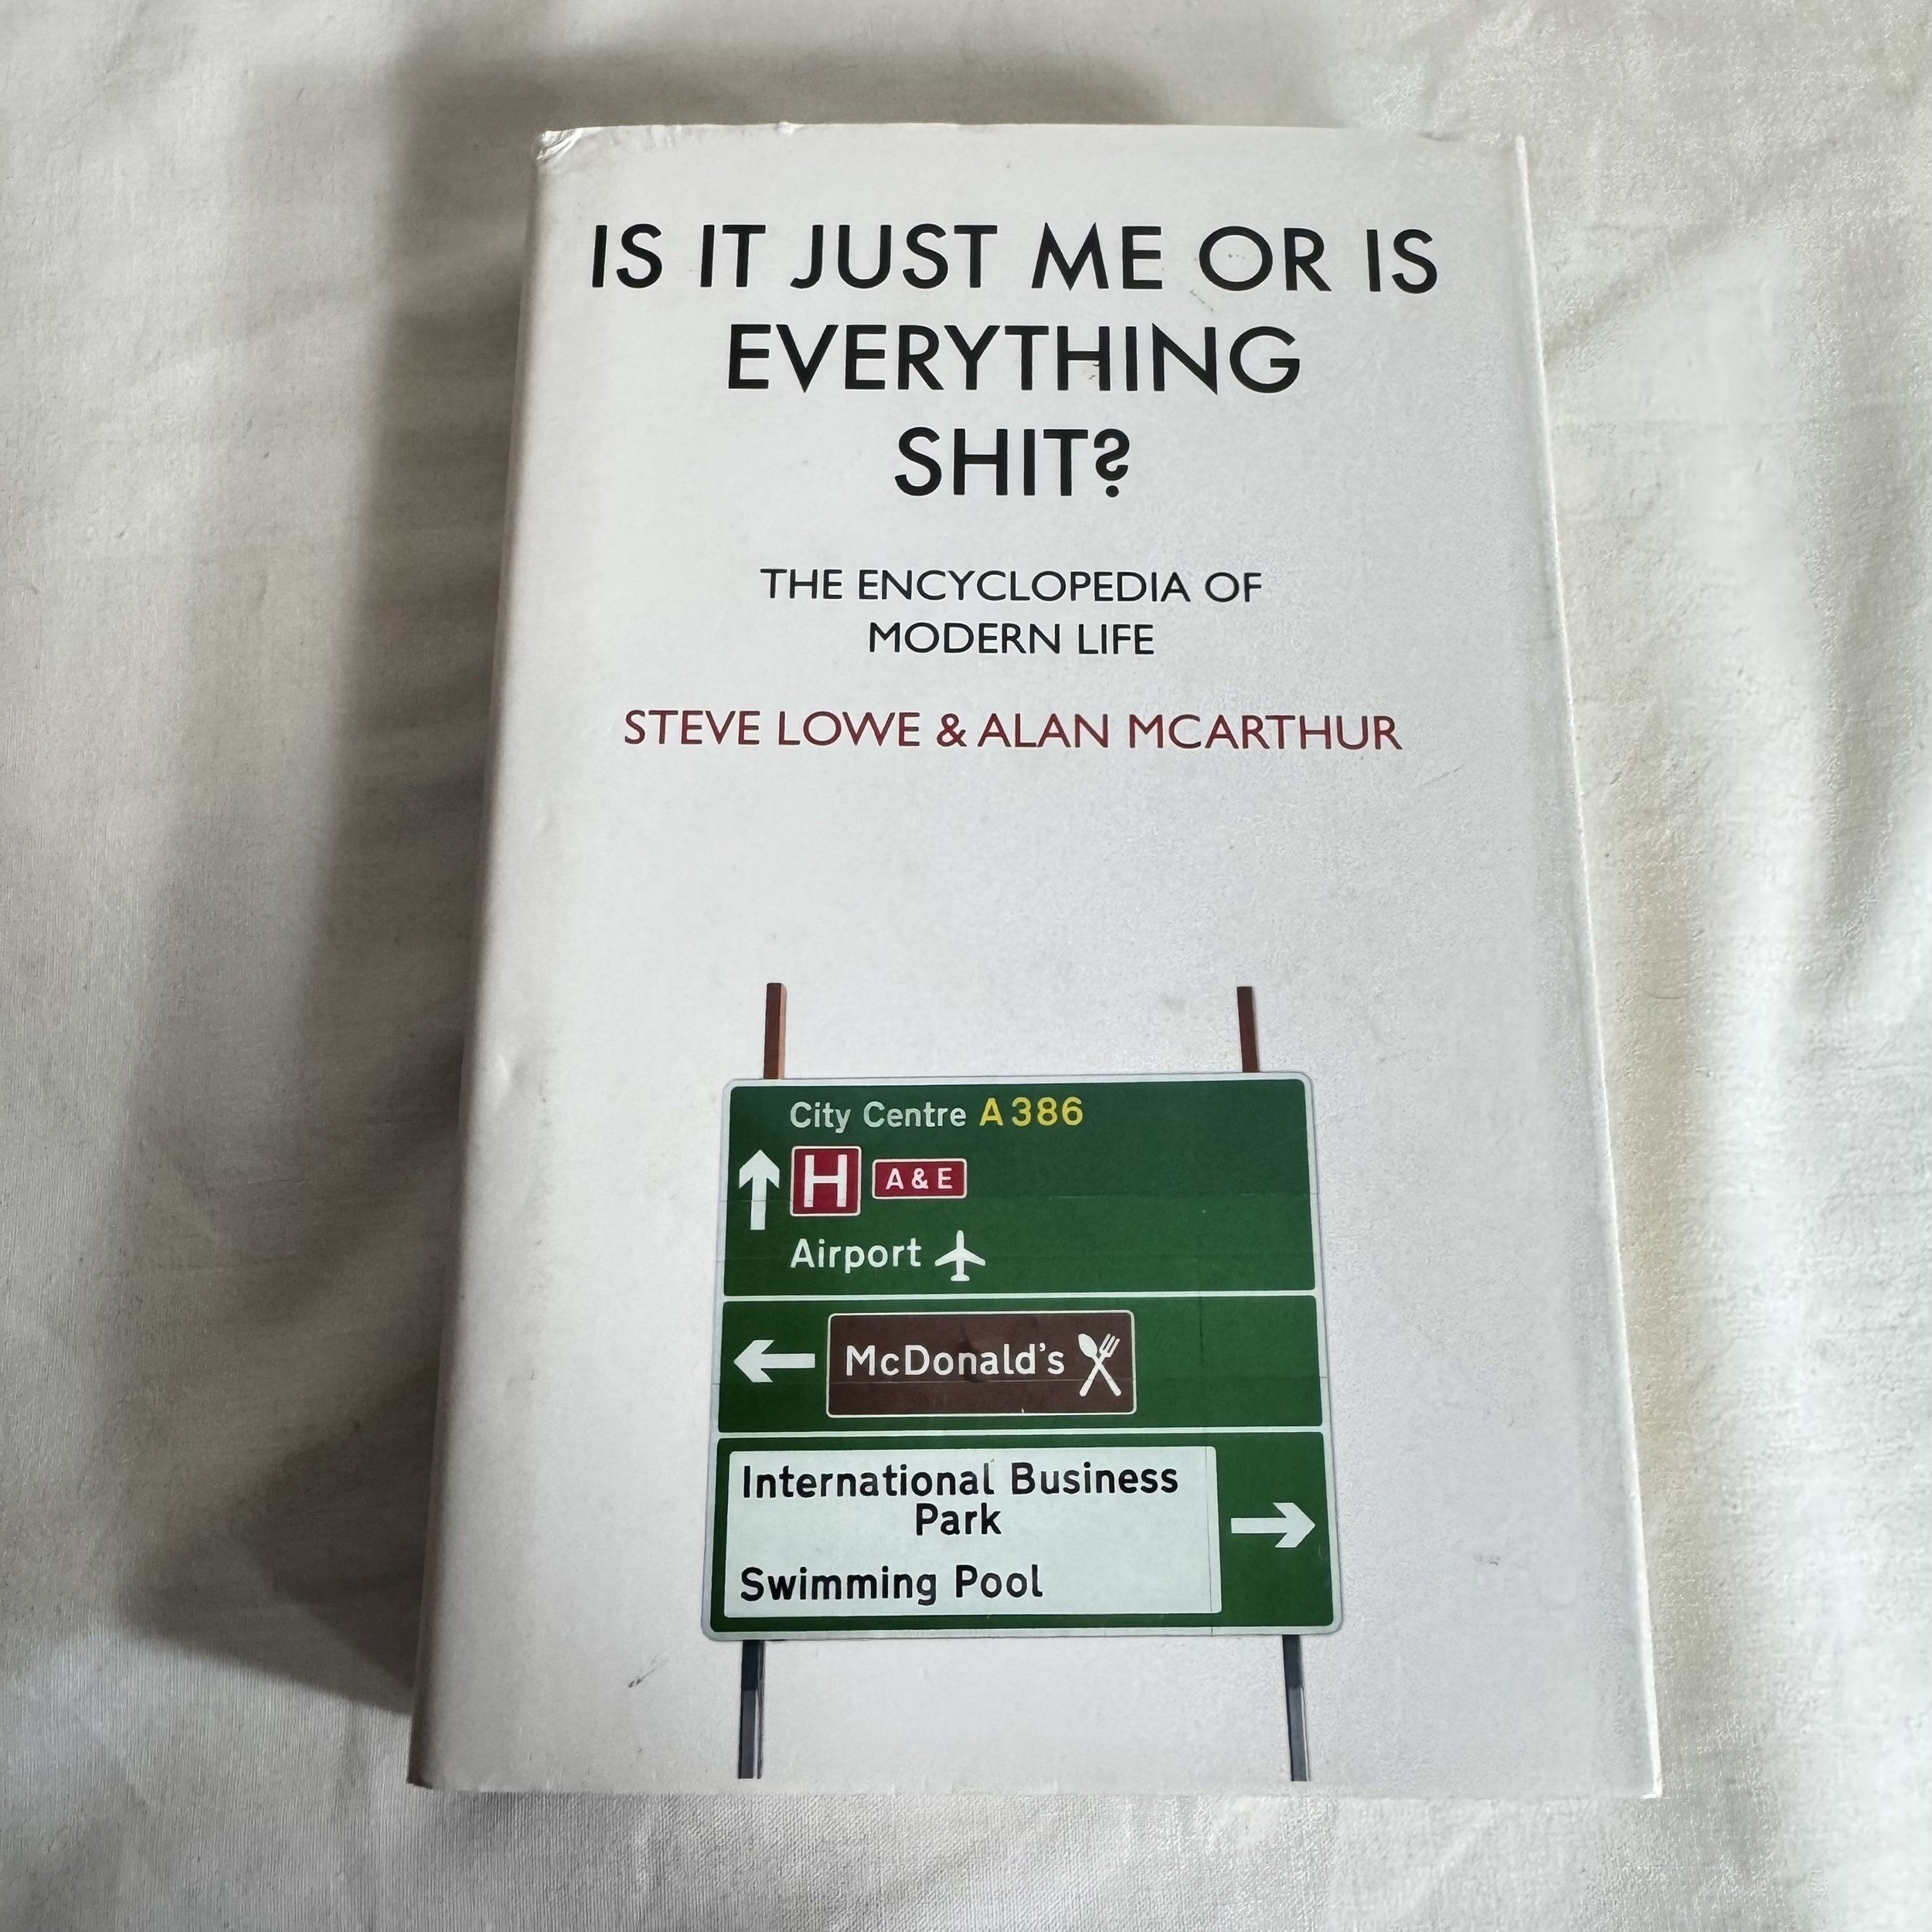 IS IT JUST ME OR IS
EVERYTHING
SHIT?
THE ENCYCLOPEDIA OF
MODERN LIFE
STEVE LOWE & ALAN MCARTHUR
City Centre A386
H A & E
Airport
McDonald's
International Business
Park
Swimming Pool